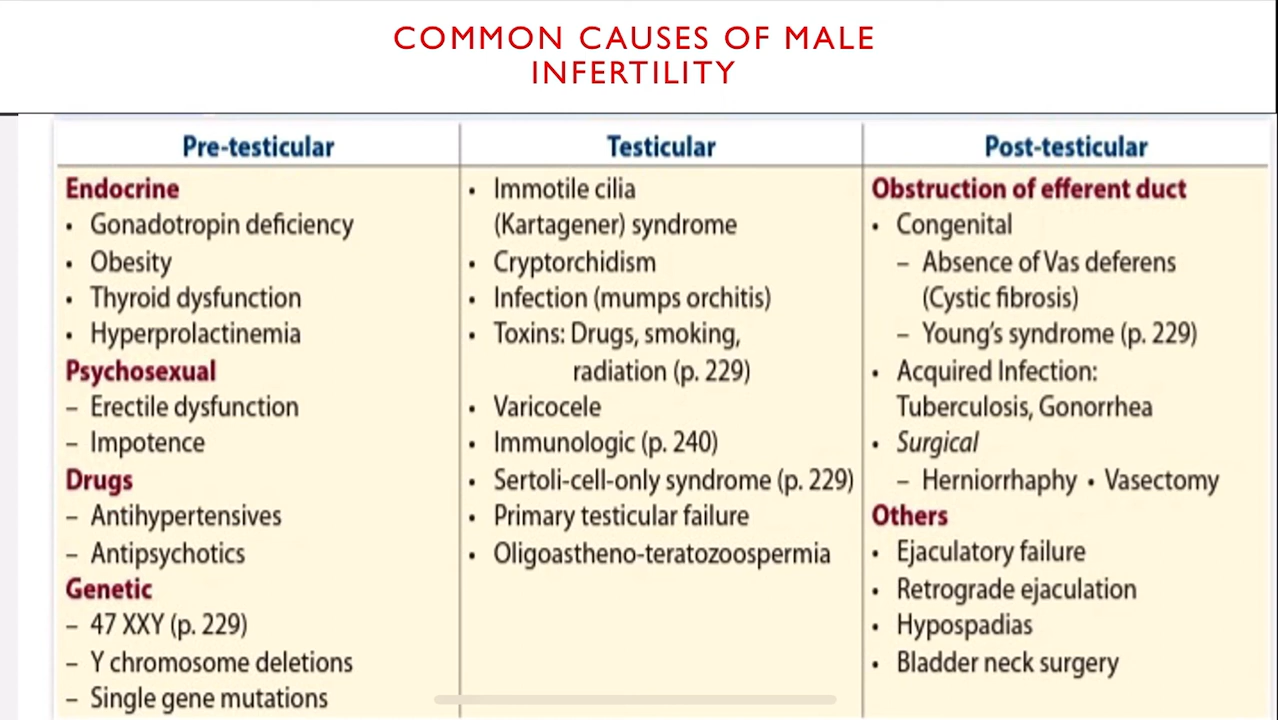 COMMON CAUSES OF MALE
INFERTILITY
Pre-testicular
Endocrine
• Gonadotropin deficiency
• Obesity
• Thyroid dysfunction
• Hyperprolactinemia
Psychosexual
– Erectile dysfunction
– Impotence
Drugs
– Antihypertensives
– Antipsychotics
Genetic
– 47 XXY (p. 229)
– Y chromosome deletions
– Single gene mutations
Testicular
• Immotile cilia
(Kartagener) syndrome
• Cryptorchidism
• Infection (mumps orchitis)
• Toxins: Drugs, smoking,
radiation (p. 229)
• Varicocele
• Immunologic (p. 240)
• Sertoli-cell-only syndrome (p. 229)
• Primary testicular failure
• Oligoastheno-teratozoospermia
Post-testicular
Obstruction of efferent duct
• Congenital
– Absence of Vas deferens
(Cystic fibrosis)
– Young's syndrome (p. 229)
• Acquired Infection:
Tuberculosis, Gonorrhea
• Surgical
– Herniorrhaphy • Vasectomy
Others
• Ejaculatory failure
• Retrograde ejaculation
• Hypospadias
• Bladder neck surgery